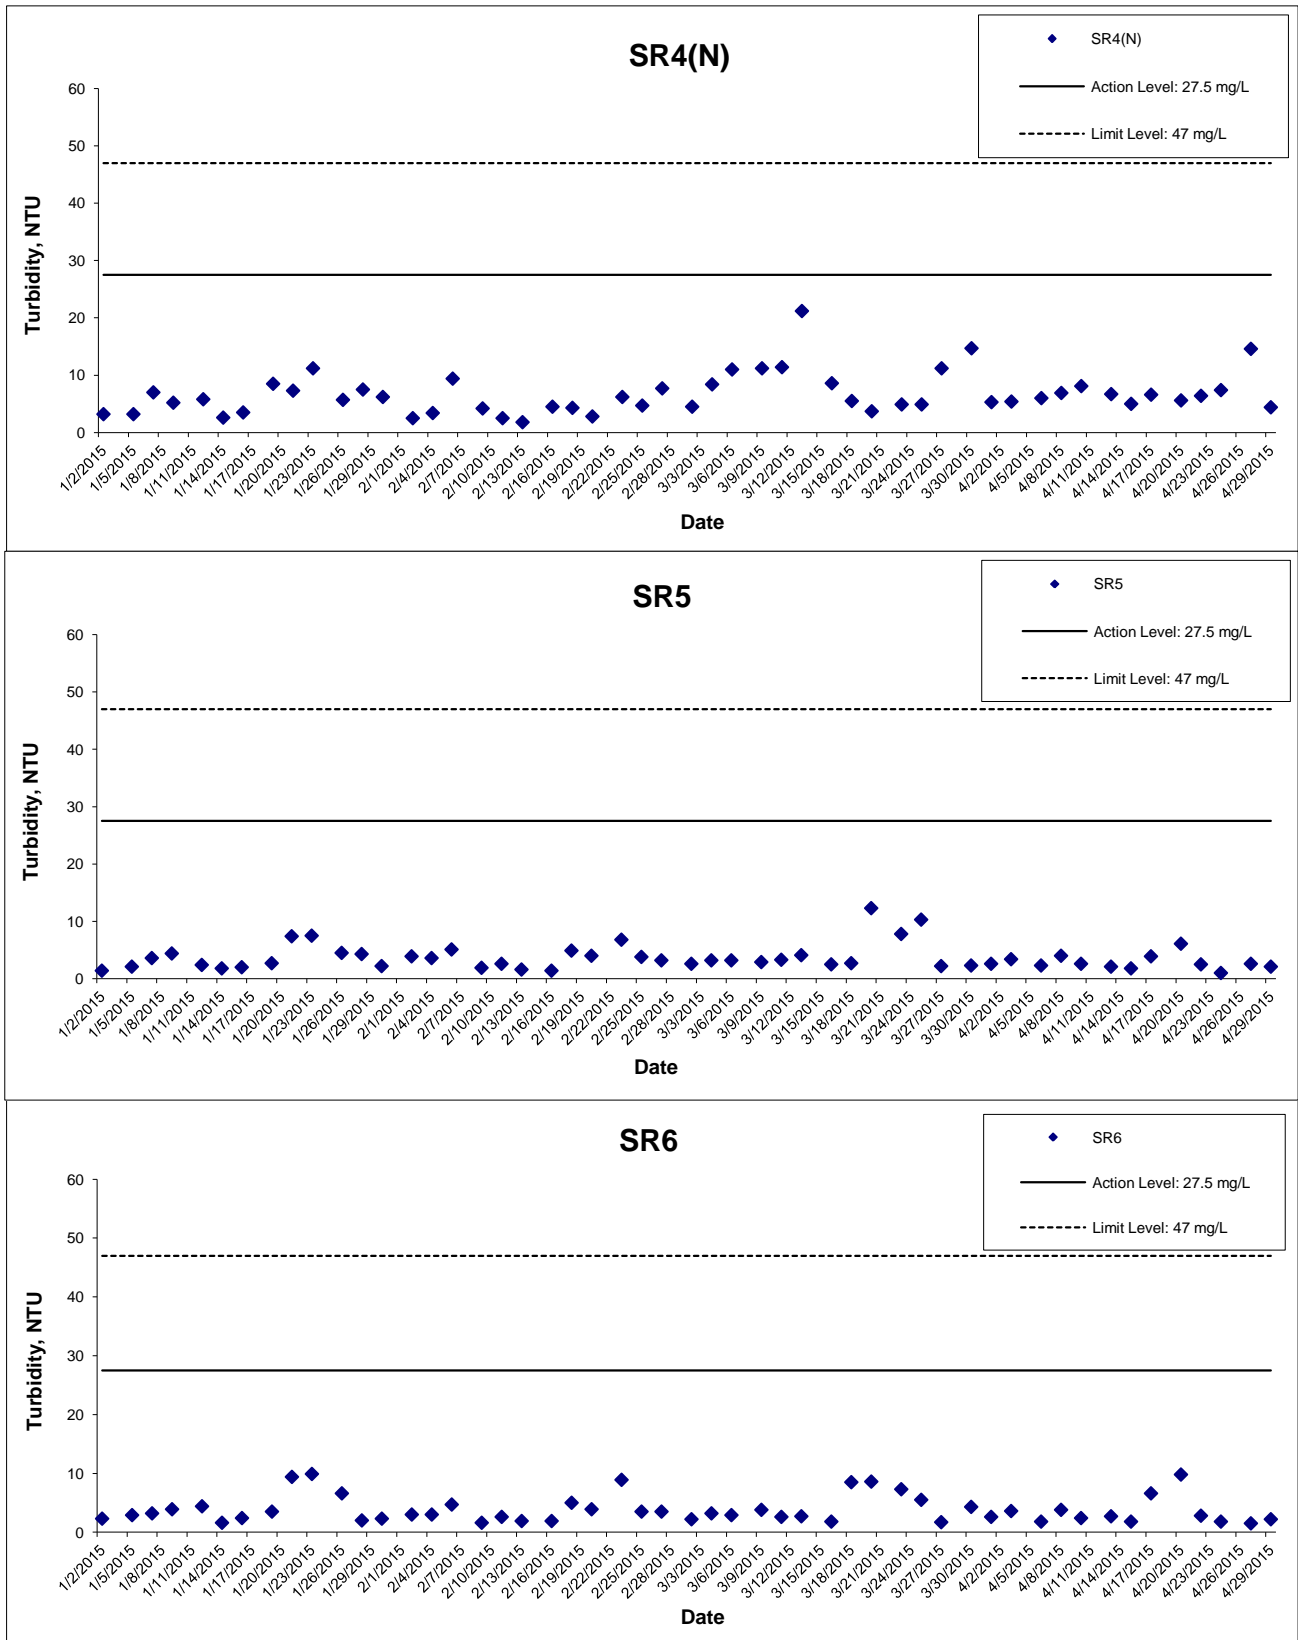 SR4(N)
SR4(N)
Action Level: 27.5 mg/L
Limit Level: 47 mg/L
Turbidity, NTU
60
50
40
30
20
10
0
1/2/2015 1/5/2015 1/8/2015 1/11/2015 1/14/2015 1/17/2015 1/20/2015 1/23/2015 1/26/2015 1/29/2015 2/1/2015 2/4/2015 2/7/2015 2/10/2015 2/13/2015 2/16/2015 2/19/2015 2/22/2015 2/25/2015 2/28/2015 3/3/2015 3/6/2015 3/9/2015 3/12/2015 3/15/2015 3/18/2015 3/21/2015 3/24/2015 3/27/2015 3/30/2015 4/2/2015 4/5/2015 4/8/2015 4/11/2015 4/14/2015 4/17/2015 4/20/2015 4/23/2015 4/26/2015 4/29/2015
Date
SR5
SR5
Action Level: 27.5 mg/L
Limit Level: 47 mg/L
Turbidity, NTU
60
50
40
30
20
10
0
1/2/2015 1/5/2015 1/8/2015 1/11/2015 1/14/2015 1/17/2015 1/20/2015 1/23/2015 1/26/2015 1/29/2015 2/1/2015 2/4/2015 2/7/2015 2/10/2015 2/13/2015 2/16/2015 2/19/2015 2/22/2015 2/25/2015 2/28/2015 3/3/2015 3/6/2015 3/9/2015 3/12/2015 3/15/2015 3/18/2015 3/21/2015 3/24/2015 3/27/2015 3/30/2015 4/2/2015 4/5/2015 4/8/2015 4/11/2015 4/14/2015 4/17/2015 4/20/2015 4/23/2015 4/26/2015 4/29/2015
Date
SR6
SR6
Action Level: 27.5 mg/L
Limit Level: 47 mg/L
Turbidity, NTU
60
50
40
30
20
10
0
1/2/2015 1/5/2015 1/8/2015 1/11/2015 1/14/2015 1/17/2015 1/20/2015 1/23/2015 1/26/2015 1/29/2015 2/1/2015 2/4/2015 2/7/2015 2/10/2015 2/13/2015 2/16/2015 2/19/2015 2/22/2015 2/25/2015 2/28/2015 3/3/2015 3/6/2015 3/9/2015 3/12/2015 3/15/2015 3/18/2015 3/21/2015 3/24/2015 3/27/2015 3/30/2015 4/2/2015 4/5/2015 4/8/2015 4/11/2015 4/14/2015 4/17/2015 4/20/2015 4/23/2015 4/26/2015 4/29/2015
Date